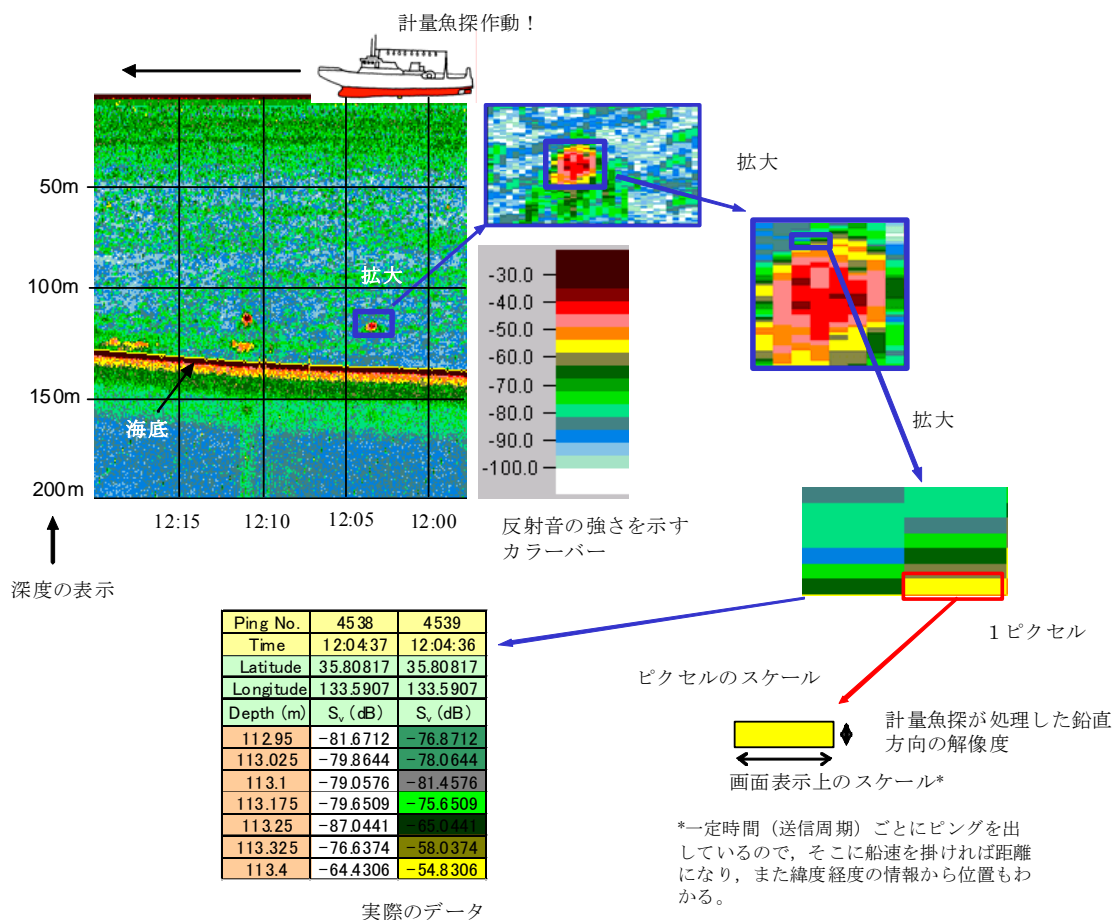 計量魚探作動！
50m
100m
150m
200m
拡大
海底
12:15 12:10 12:05 12:00
深度の表示
拡大
-30.0
-40.0
-50.0
-60.0
-70.0
-80.0
-90.0
-100.0
反射音の強さを示す
カラーバー
拡大
1ピクセル
ピクセルのスケール
計量魚探が処理した鉛直
方向の解像度
画面表示上のスケール*
*一定時間（送信周期）ごとにピングを出
しているので，そこに船速を掛ければ距離
になり，また緯度経度の情報から位置もわ
かる。
Ping No. 4538 4539
Time 12:04:37 12:04:36
Latitude 35.80817 35.80817
Longitude 133.5907 133.5907
Depth (m) Sv (dB) Sv (dB)
112.95 -81.6712 -76.8712
113.025 -79.8644 -78.0644
113.1 -79.0576 -81.4576
113.175 -79.6509 -75.6509
113.25 -87.0441 -65.0441
113.325 -76.6374 -58.0374
113.4 -64.4306 -54.8306
実際のデータ